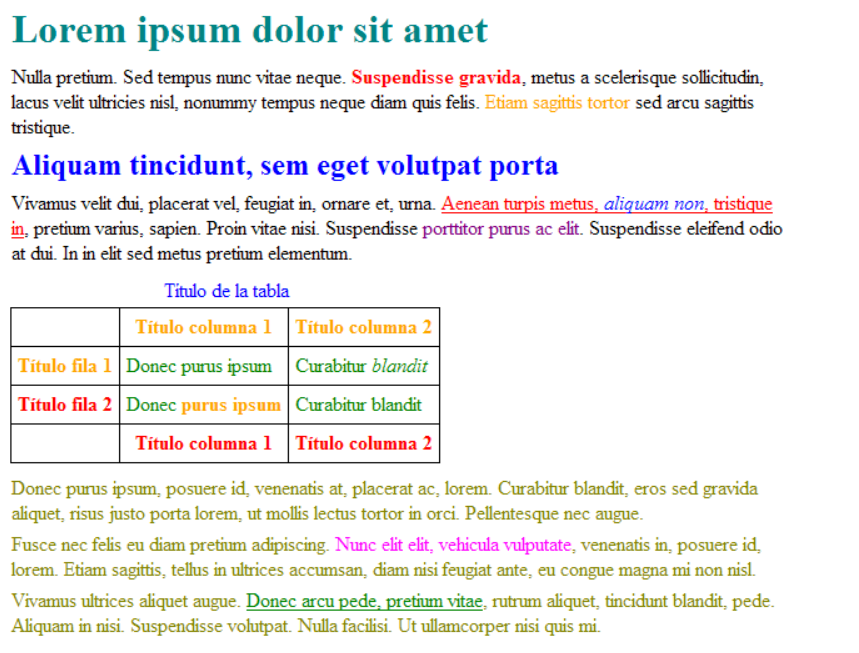 Lorem ipsum dolor sit amet
Nulla pretium. Sed tempus nunc vitae neque. Suspendisse gravida, metus a scelerisque sollicitudin,
lacus velit ultricies nisl, nonummy tempus neque diam quis felis. Etiam sagittis tortor sed arcu sagittis
tristique.
Aliquam tincidunt, sem eget volutpat porta
Vivamus velit dui, placerat vel, feugiat in, ornare et, urna. Aenean turpis metus, aliquam non, tristique
in, pretium varius, sapien. Proin vitae nisi. Suspendisse porttitor purus ac elit. Suspendisse eleifend odio
at dui. In in elit sed metus pretium elementum.
Título de la tabla
Título columna 1 Título columna 2
Título fila 1 Donec purus ipsum Curabitur blandit
Título fila 2 Donec purus ipsum Curabitur blandit
Título columna 1 Título columna 2
Donec purus ipsum, posuere id, venenatis at, placerat ac, lorem. Curabitur blandit, eros sed gravida
aliquet, risus justo porta lorem, ut mollis lectus tortor in orci. Pellentesque nec augue.
Fusce nec felis eu diam pretium adipiscing. Nunc elit elit, vehicula vulputate, venenatis in, posuere id,
lorem. Etiam sagittis, tellus in ultrices accumsan, diam nisi feugiat ante, eu congue magna mi non nisl.
Vivamus ultrices aliquet augue. Donec arcu pede, pretium vitae, rutrum aliquet, tincidunt blandit, pede.
Aliquam in nisi. Suspendisse volutpat. Nulla facilisi. Ut ullamcorper nisi quis mi.